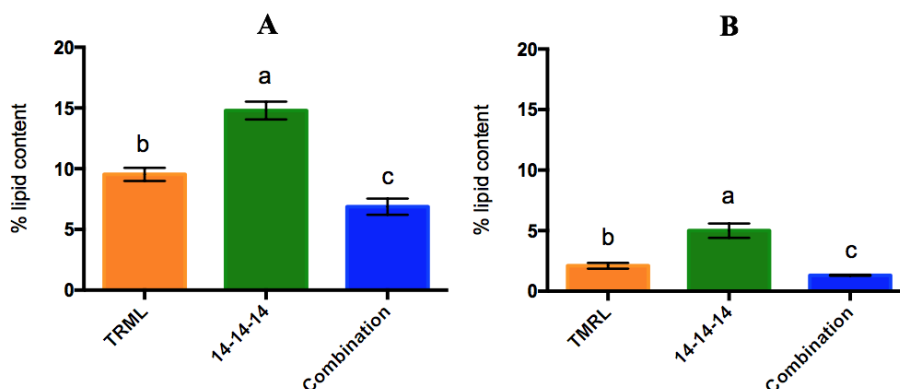 A
% lipid content
20
15
10
5
0
b
a
c
TRML
14-14-14
Combination
B
% lipid content
20
15
10
5
0
b
a
c
TMRL
14-14-14
Combination